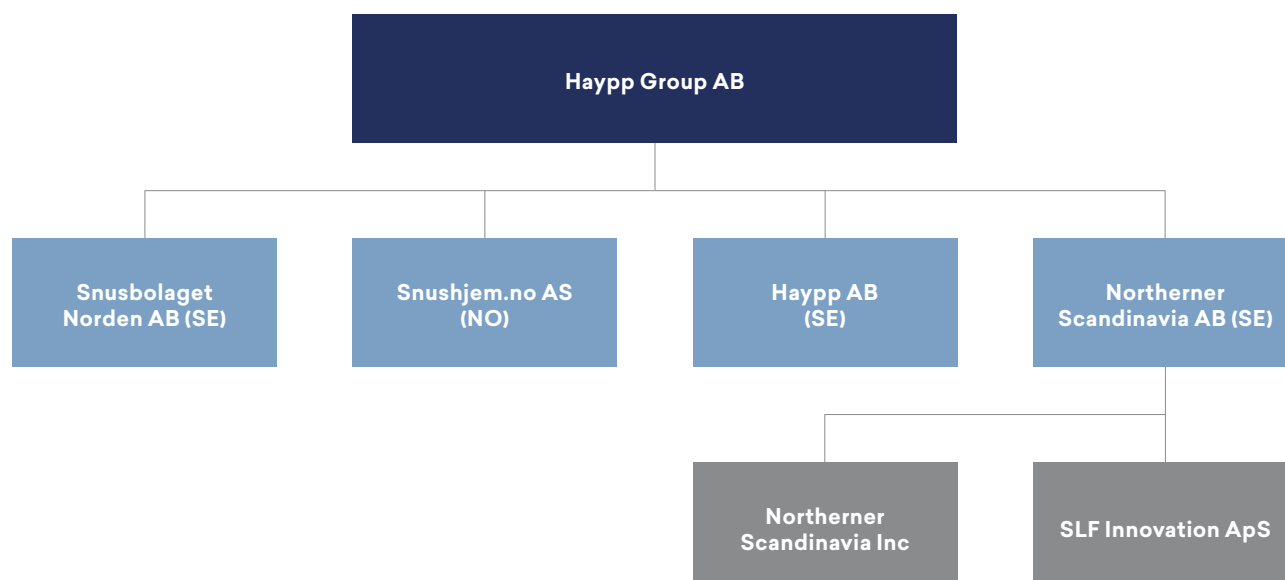 Haypp Group AB
Snusbolaget
Norden AB (SE)
Snushjem.no AS
(NO)
Haypp AB
(SE)
Northerner
Scandinavia AB (SE)
Northerner
Scandinavia Inc
SLF Innovation ApS